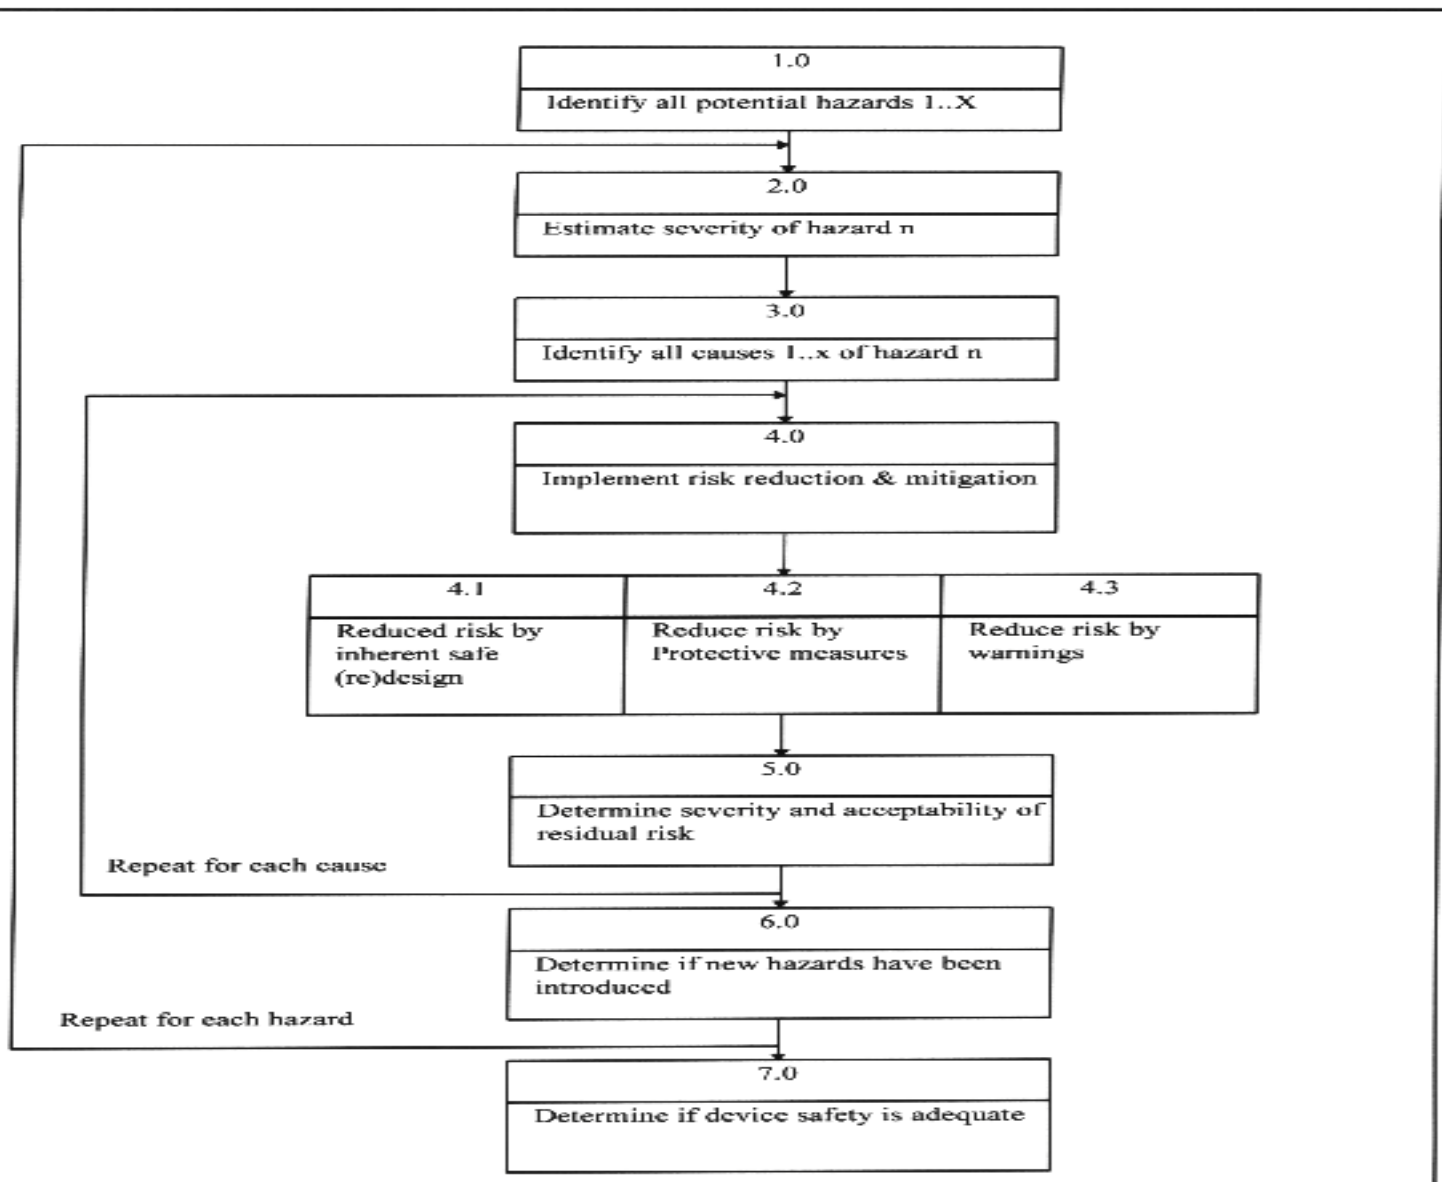 1.0
Identify all potential hazards 1..X
2.0
Estimate severity of hazard n
3.0
Identify all causes 1..x of hazard n
4.0
Implement risk reduction & mitigation
4.1
Reduced risk by
inherent safe
(re)design
4.2
Reduce risk by
Protective measures
4.3
Reduce risk by
warnings
5.0
Determine severity and acceptability of
residual risk
Repeat for each cause
6.0
Determine if new hazards have been
introduced
Repeat for each hazard
7.0
Determine if device safety is adequate